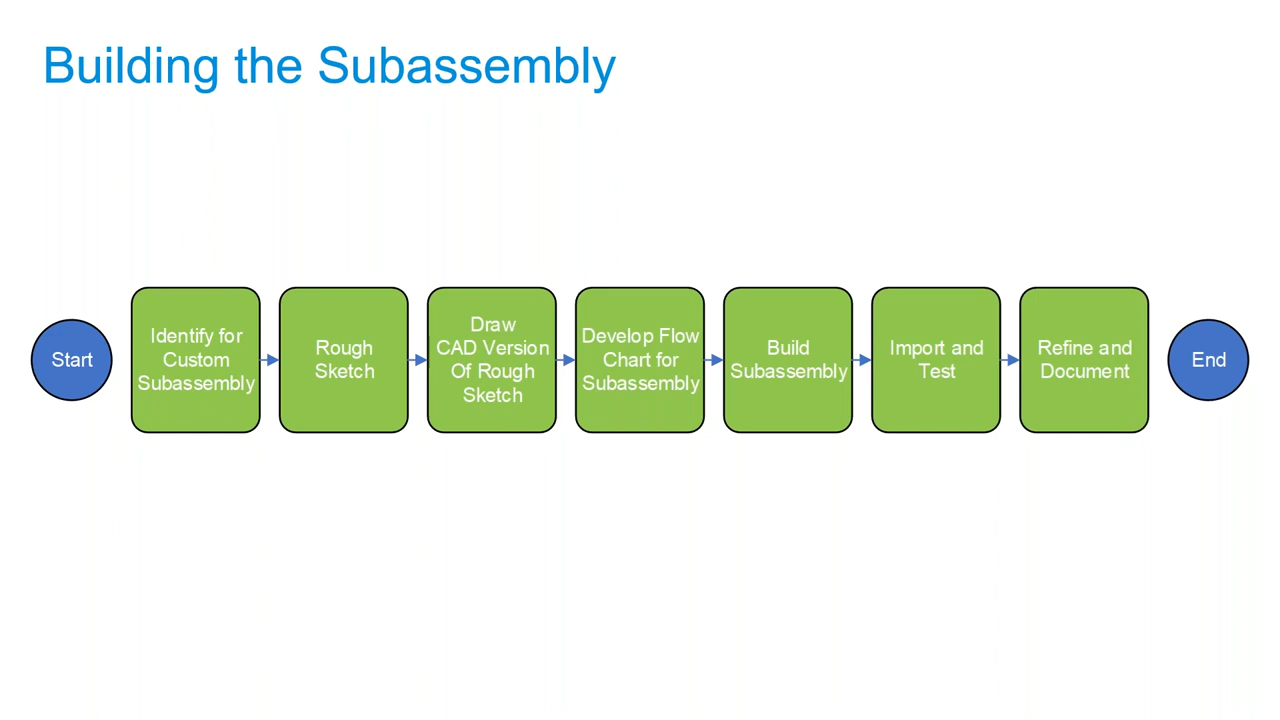 Building the Subassembly
Start
Identify for
Custom
Subassembly
Rough
Sketch
Draw
CAD Version
Of Rough
Sketch
Develop Flow
Chart for
Subassembly
Build
Subassembly
Import and
Test
Refine and
Document
End